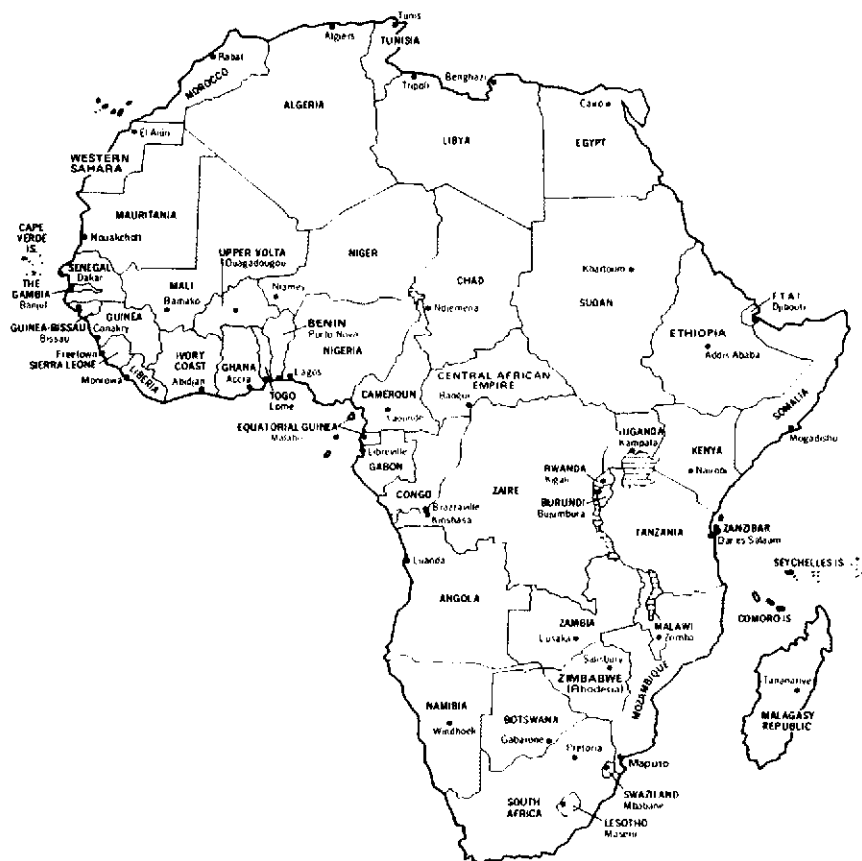 Tunis
TUNISIA
Algiers
Rabat
MOROCCO
Tripoli
Benghazi
Cairo
ALGERIA
LIBYA
EGYPT
El Aiún
WESTERN
SAHARA
MAURITANIA
Nouakchott
CAPE
VERDE
IS.
UPPER VOLTA
Ouagadougou
NIGER
CHAD
Khartoum
SUDAN
SENEGAL
Dakar
THE
GAMBIA
Banjul
MALI
Bamako
Niamey
Ndjemena
F T A I
Djibouti
GUINEA
Conakry
GUINEA-BISSAU
Bissau
BENIN
Porto Novo
NIGERIA
ETHIOPIA
Addis Ababa
Freetown
SIERRA LEONE
Monrovia
LIBERIA
IVORY
COAST
Abidjan
GHANA
Accra
Lagos
TOGO
Lome
CAMEROUN
Yaounde
CENTRAL AFRICAN
EMPIRE
Bangui
SOMALIA
Mogadishu
EQUATORIAL GUINEA
Malabo
Libreville
GABON
CONGO
Brazzaville
Kinshasa
ZAIRE
UGANDA
Kampala
KENYA
Nairobi
RWANDA
Kigali
BURUNDI
Bujumbura
TANZANIA
ZANZIBAR
Dar es Salaam
SEYCHELLES IS
Luanda
ANGOLA
COMORO IS
ZAMBIA
Lusaka
MALAWI
Zomba
Salisbury
ZIMBABWE
(Rhodesia)
MOZAMBIQUE
Tananarive
MALAGASY
REPUBLIC
NAMIBIA
Windhoek
BOTSWANA
Gabarone
Pretoria
Maputo
SWAZILAND
Mbabane
SOUTH
AFRICA
LESOTHO
Maseru